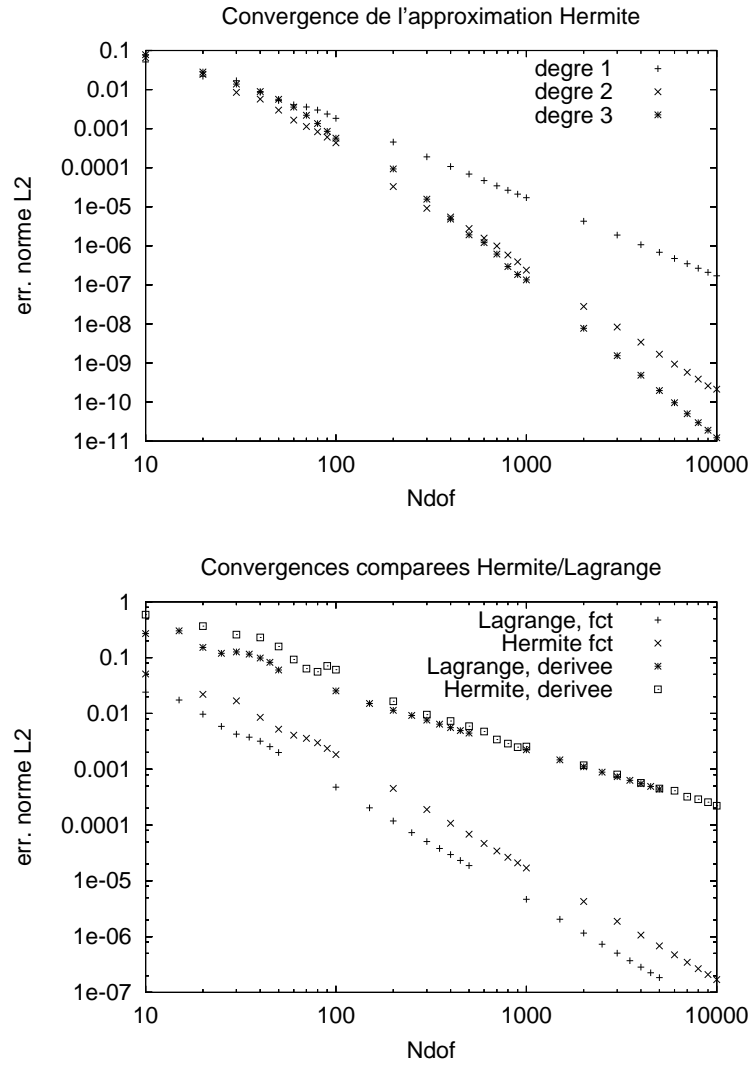 Convergence de l'approximation Hermite
0.1
0.01
0.001
0.0001
1e-05
1e-06
1e-07
1e-08
1e-09
1e-10
1e-11
err. norme L2
degre 1
degre 2
degre 3
10
100
1000
10000
Ndof
Convergences comparees Hermite/Lagrange
1
0.1
0.01
0.001
0.0001
1e-05
1e-06
1e-07
err. norme L2
Lagrange, fct
Hermite fct
Lagrange, derivee
Hermite, derivee
10
100
1000
10000
Ndof